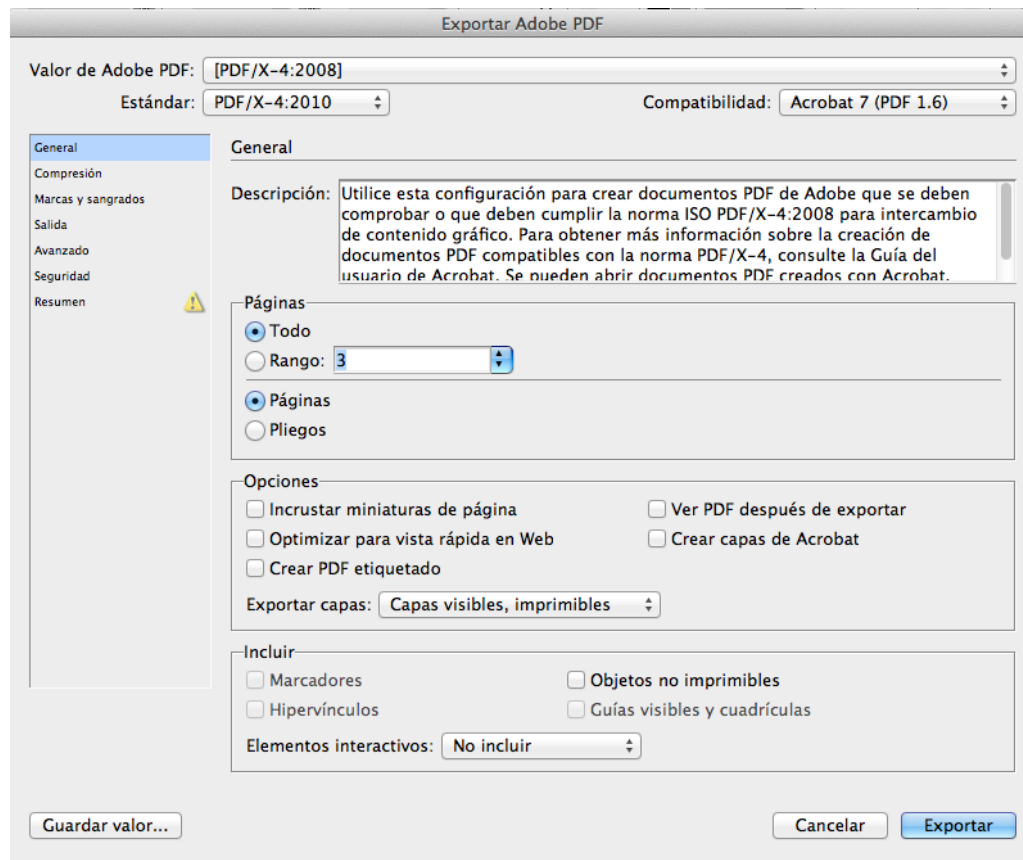 Exportar Adobe PDF
Valor de Adobe PDF: [PDF/X-4:2008]
Estándar: PDF/X-4:2010 Compatibilidad: Acrobat 7 (PDF 1.6)
General
Compresión
Marcas y sangrados
Salida
Avanzado
Seguridad
Resumen
General
Descripción: Utilice esta configuración para crear documentos PDF de Adobe que se deben
comprobar o que deben cumplir la norma ISO PDF/X-4:2008 para intercambio
de contenido gráfico. Para obtener más información sobre la creación de
documentos PDF compatibles con la norma PDF/X-4, consulte la Guía del
usuario de Acrobat. Se pueden abrir documentos PDF creados con Acrobat,
Páginas
Todo
Rango: 3
Páginas
Pliegos
Opciones
Incrustar miniaturas de página Ver PDF después de exportar
Optimizar para vista rápida en Web Crear capas de Acrobat
Crear PDF etiquetado
Exportar capas: Capas visibles, imprimibles
Incluir
Marcadores Objetos no imprimibles
Hipervínculos Guías visibles y cuadrículas
Elementos interactivos: No incluir
Guardar valor... Cancelar Exportar